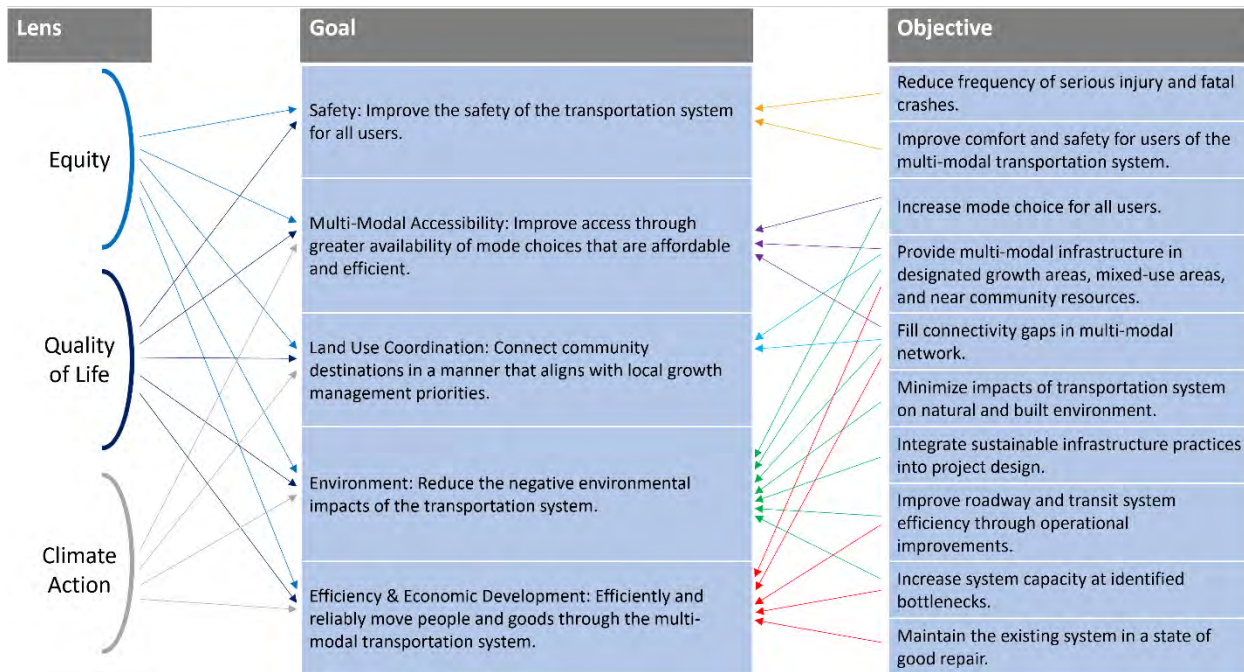 Lens
Goal
Objective
Equity
Quality
of Life
Climate
Action
Safety: Improve the safety of the transportation system
for all users.
Multi-Modal Accessibility: Improve access through
greater availability of mode choices that are affordable
and efficient.
Land Use Coordination: Connect community
destinations in a manner that aligns with local growth
management priorities.
Environment: Reduce the negative environmental
impacts of the transportation system.
Efficiency & Economic Development: Efficiently and
reliably move people and goods through the multi-
modal transportation system.
Reduce frequency of serious injury and fatal
crashes.
Improve comfort and safety for users of the
multi-modal transportation system.
Increase mode choice for all users.
Provide multi-modal infrastructure in
designated growth areas, mixed-use areas,
and near community resources.
Fill connectivity gaps in multi-modal
network.
Minimize impacts of transportation system
on natural and built environment.
Integrate sustainable infrastructure practices
into project design.
Improve roadway and transit system
efficiency through operational
improvements.
Increase system capacity at identified
bottlenecks.
Maintain the existing system in a state of
good repair.